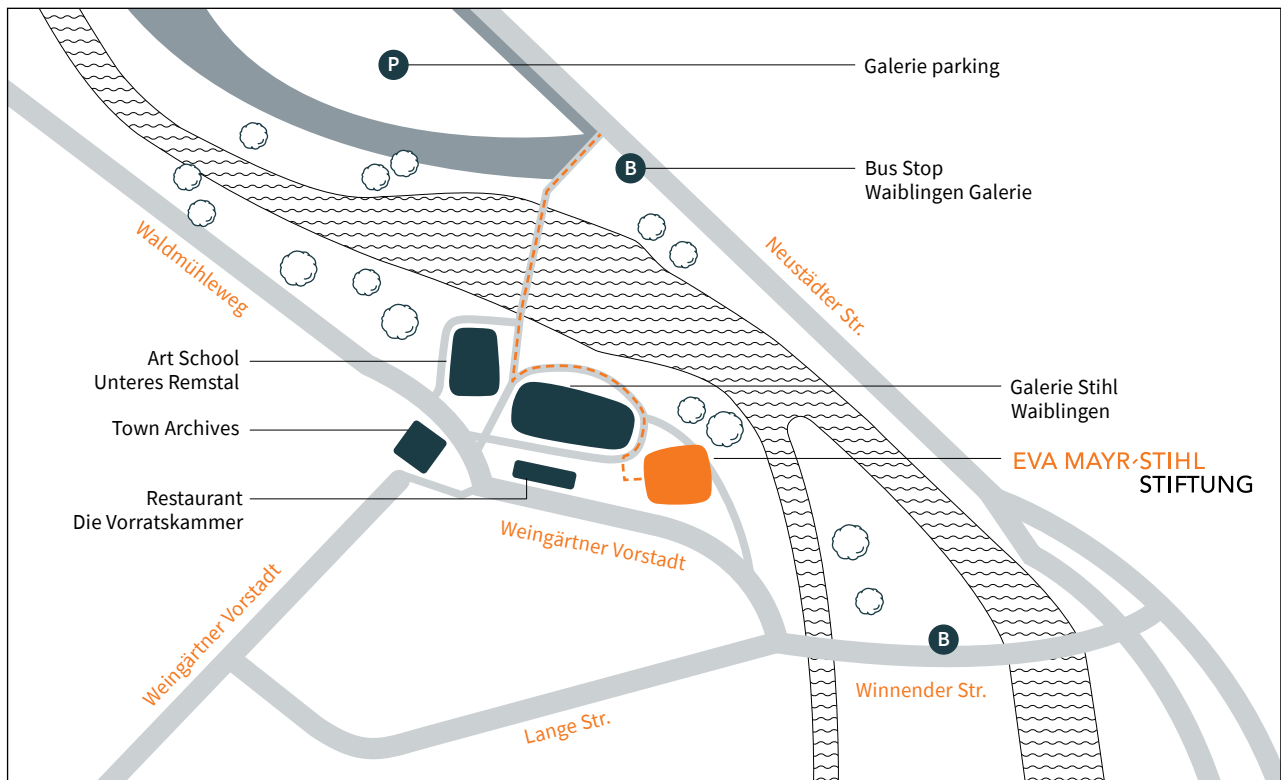 P
Galerie parking
B
Bus Stop
Waiblingen Galerie
Waldmühleweg
Neustädter Str.
Art School
Unteres Remstal
Galerie Stihl
Waiblingen
Town Archives
EVA MAYR-STIHL
STIFTUNG
Restaurant
Die Vorratskammer
Weingärtner Vorstadt
Weingärtner Vorstadt
B
Winnender Str.
Lange Str.